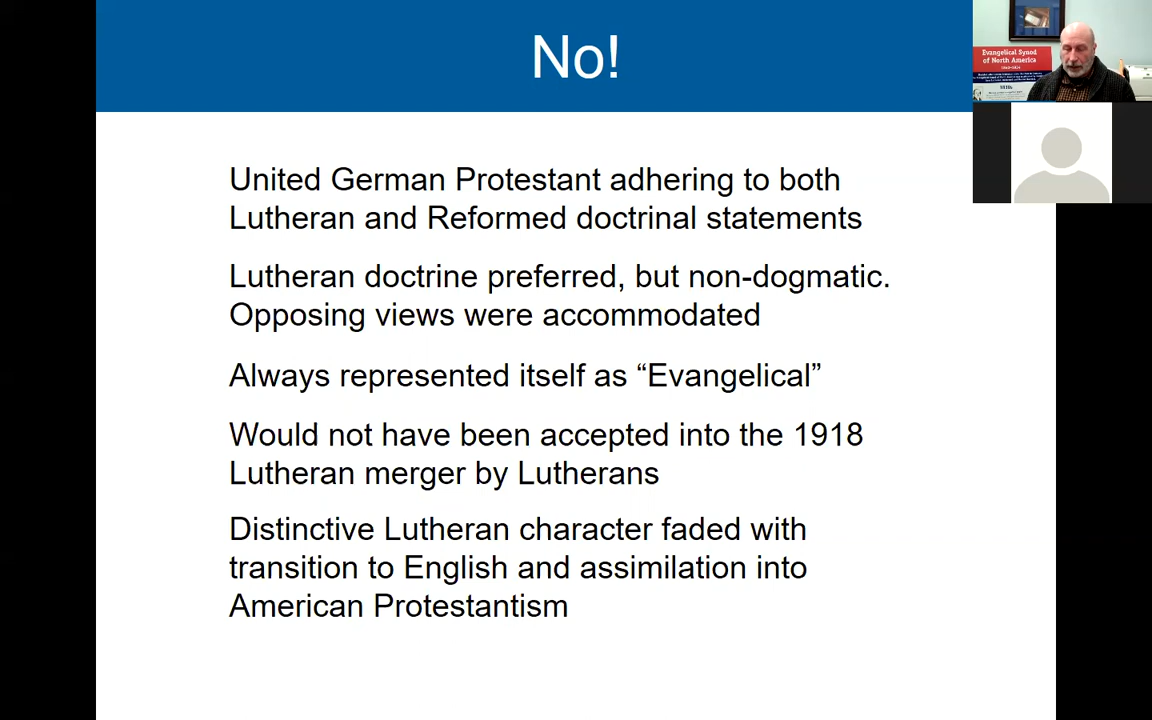 No!
United German Protestant adhering to both
Lutheran and Reformed doctrinal statements
Lutheran doctrine preferred, but non-dogmatic.
Opposing views were accommodated
Always represented itself as “Evangelical”
Would not have been accepted into the 1918
Lutheran merger by Lutherans
Distinctive Lutheran character faded with
transition to English and assimilation into
American Protestantism
Evangelical Synod
of North America